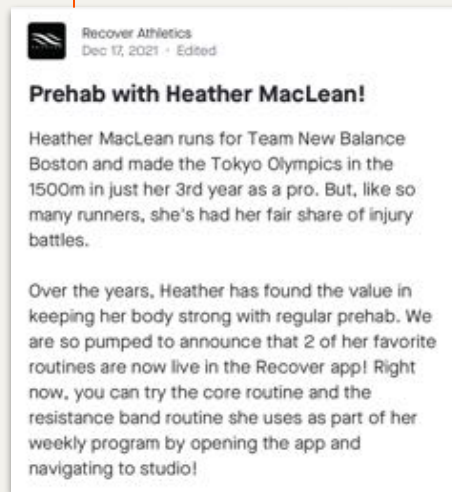 Recover Athletics
Dec 17, 2021 · Edited
Prehab with Heather MacLean!
Heather MacLean runs for Team New Balance
Boston and made the Tokyo Olympics in the
1500m in just her 3rd year as a pro. But, like so
many runners, she's had her fair share of injury
battles.
Over the years, Heather has found the value in
keeping her body strong with regular prehab. We
are so pumped to announce that 2 of her favorite
routines are now live in the Recover app! Right
now, you can try the core routine and the
resistance band routine she uses as part of her
weekly program by opening the app and
navigating to studio!